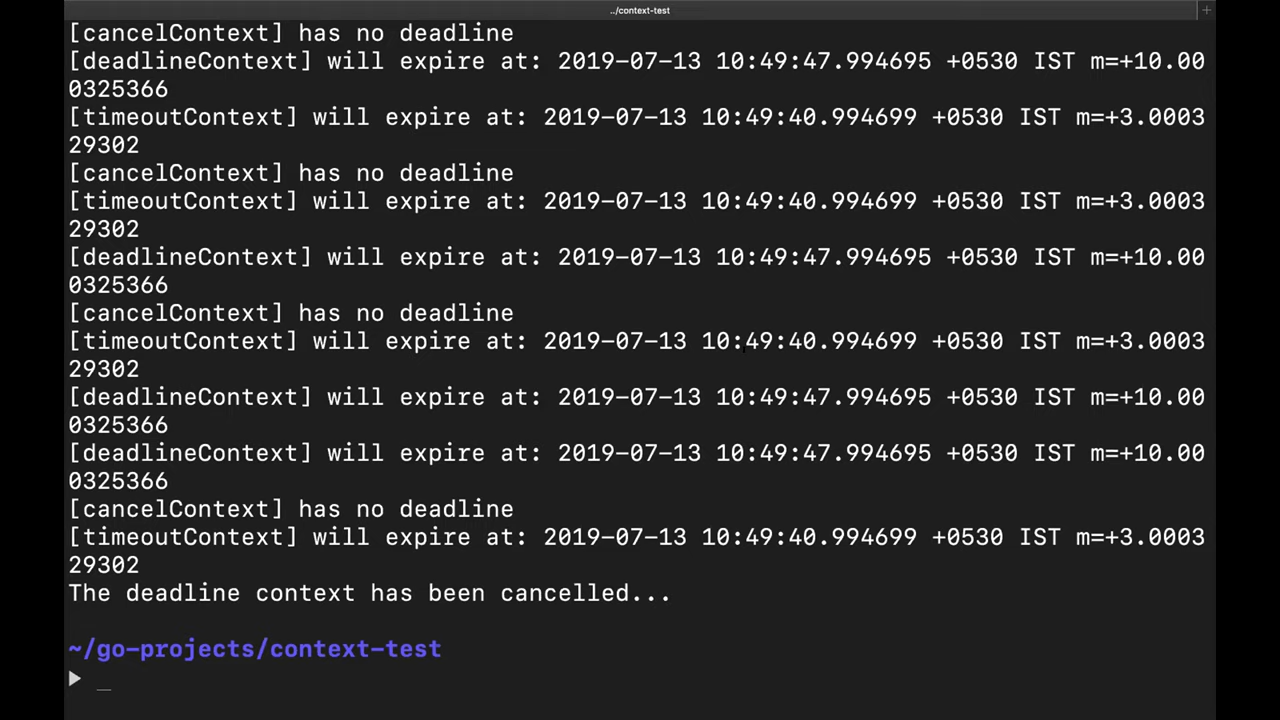 ../context-test
+
[cancelContext] has no deadline
[deadlineContext] will expire at: 2019-07-13 10:49:47.994695 +0530 IST m=+10.00
0325366
[timeoutContext] will expire at: 2019-07-13 10:49:40.994699 +0530 IST m=+3.0003
29302
[cancelContext] has no deadline
[timeoutContext] will expire at: 2019-07-13 10:49:40.994699 +0530 IST m=+3.0003
29302
[deadlineContext] will expire at: 2019-07-13 10:49:47.994695 +0530 IST m=+10.00
0325366
[cancelContext] has no deadline
[timeoutContext] will expire at: 2019-07-13 10:49:40.994699 +0530 IST m=+3.0003
29302
[deadlineContext] will expire at: 2019-07-13 10:49:47.994695 +0530 IST m=+10.00
0325366
[deadlineContext] will expire at: 2019-07-13 10:49:47.994695 +0530 IST m=+10.00
0325366
[cancelContext] has no deadline
[timeoutContext] will expire at: 2019-07-13 10:49:40.994699 +0530 IST m=+3.0003
29302
The deadline context has been cancelled...
~/go-projects/context-test
▶ _